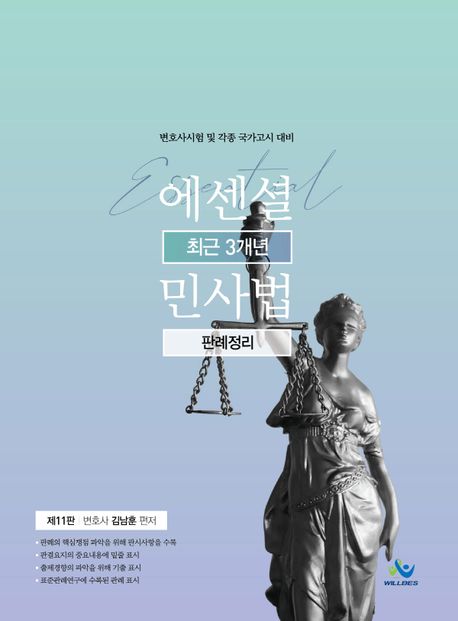 변호사시험 및 각종 국가고시 대비
Essential
에센셜
최근 3개년
민사법
판례정리
제11판 | 변호사 김남훈 편저
• 판례의 핵심쟁점 파악을 위해 판시사항을 수록
• 판결요지의 중요내용에 밑줄 표시
• 출제경향의 파악을 위해 기출 표시
• 표준판례연구에 수록된 판례 표시
WILLBES